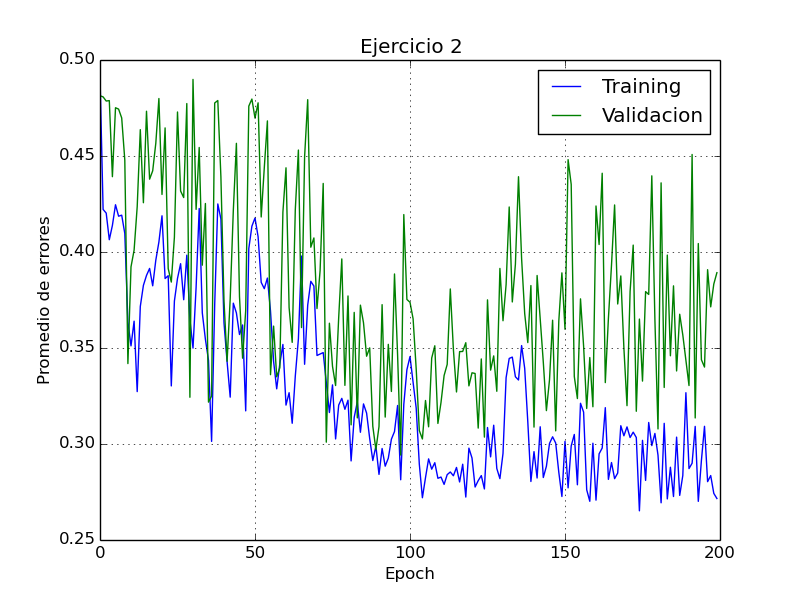 Ejercicio 2
Training
Validacion
0.50
0.45
0.40
0.35
0.30
0.25
Promedio de errores
0
50
100
150
200
Epoch